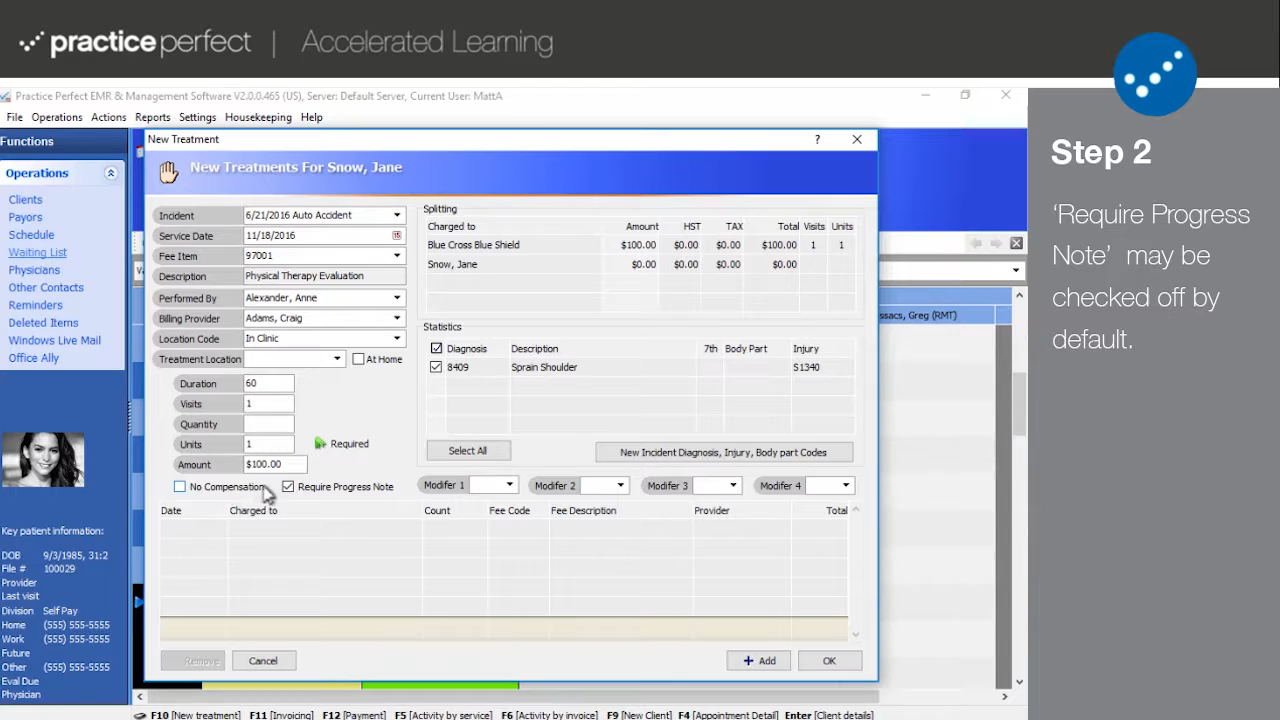 practice perfect | Accelerated Learning
Practice Perfect EMR & Management Software V2.0.0.465 (US), Server: Default Server, Current User: MattA
File Operations Actions Reports Settings Housekeeping Help
Functions
Operations
Clients
Payors
Schedule
Waiting List
Physicians
Other Contacts
Reminders
Deleted Items
Windows Live Mail
Office Ally
Key patient information:
DOB 9/3/1985, 31:2
File # 100029
Provider
Last visit
Division Self Pay
Home (555) 555-5555
Work (555) 555-5555
Future
Other (555) 555-5555
Eval Due
Physician
New Treatment ?
New Treatments For Snow, Jane
Incident 6/21/2016 Auto Accident
Service Date 11/18/2016 15
Fee Item 97001
Description Physical Therapy Evaluation
Performed By Alexander, Anne
Billing Provider Adams, Craig
Location Code In Clinic
Treatment Location At Home
Duration 60
Visits 1
Quantity
Units 1 Required
Amount $100.00
No Compensation Require Progress Note
Splitting
Charged to Amount HST TAX Total Visits Units
Blue Cross Blue Shield $100.00 $0.00 $0.00 $100.00 1 1
Snow, Jane $0.00 $0.00 $0.00 $0.00
Statistics
Diagnosis Description 7th Body Part Injury
8409 Sprain Shoulder S1340
Select All New Incident Diagnosis, Injury, Body part Codes
Modifer 1 Modifer 2 Modifer 3 Modifer 4
Date Charged to Count Fee Code Fee Description Provider Total
Remove Cancel + Add OK
ssacs, Greg (RMT)
F10 [New treatment] F11 [Invoicing] F12 [Payment] F5 [Activity by service] F6 [Activity by invoice] F9 [New Client] F4 [Appointment Detail] Enter [Client details]
Step 2
‘Require Progress
Note’ may be
checked off by
default.